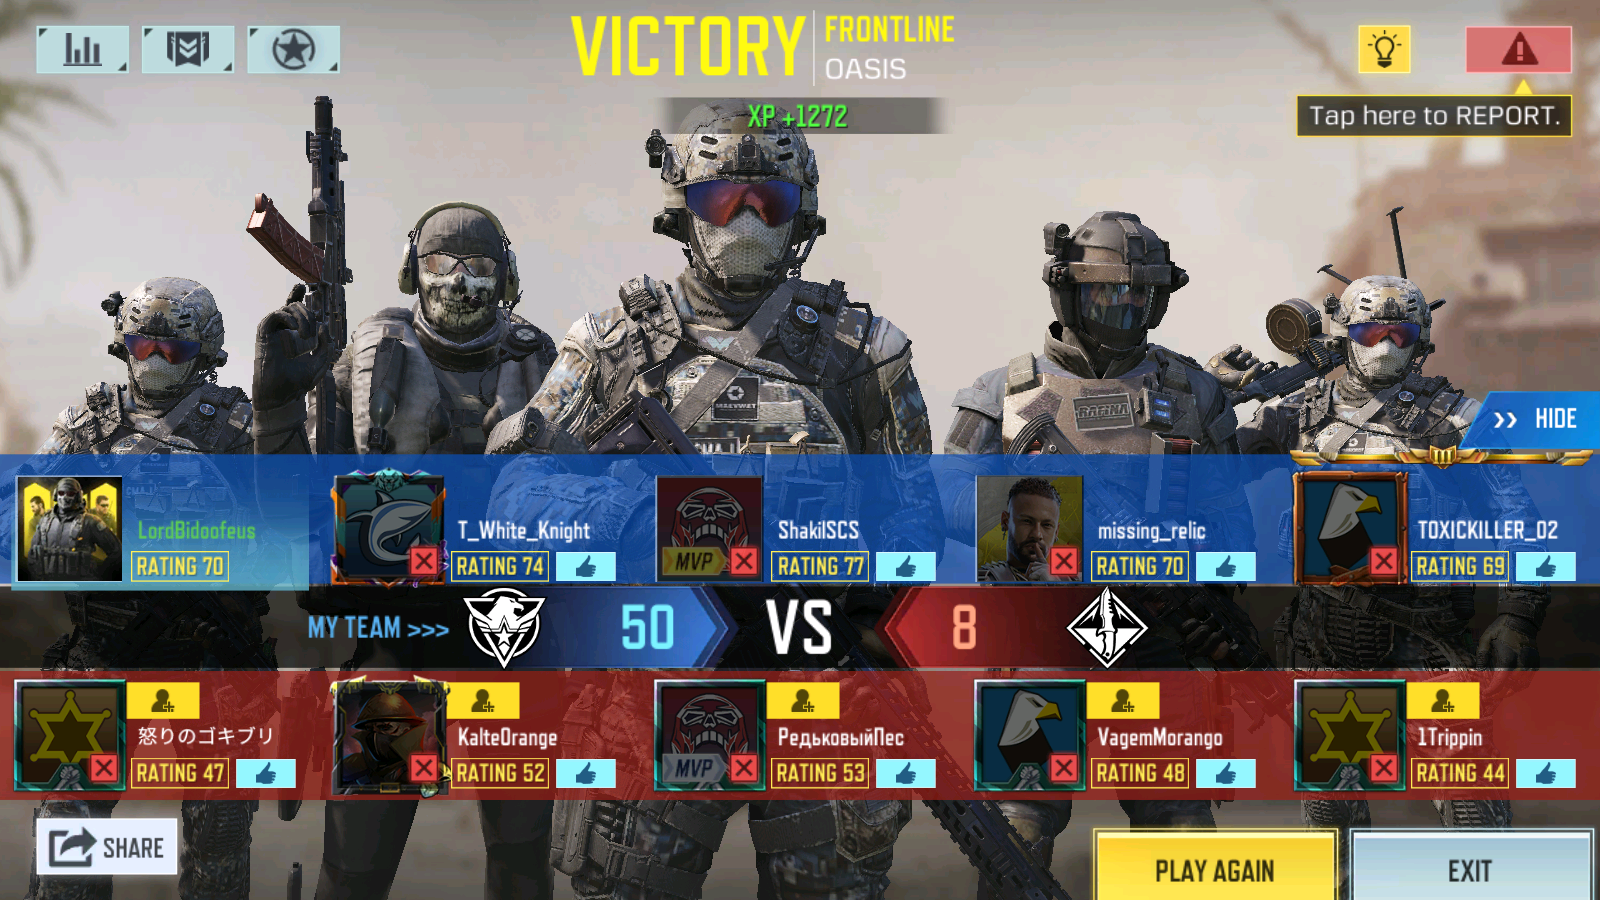 VICTORY
FRONTLINE
OASIS
XP +1272
Tap here to REPORT.
HIDE
LordBidoofeus
RATING 70
T_White_Knight
RATING 74
MVP
ShakilSCS
RATING 77
missing_relic
RATING 70
TOXICKILLER_02
RATING 69
MY TEAM >>>
50
VS
8
怒りのゴキブリ
RATING 47
KalteOrange
RATING 52
MVP
РедьковыйПес
RATING 53
VagemMorango
RATING 48
1Trippin
RATING 44
SHARE
PLAY AGAIN
EXIT